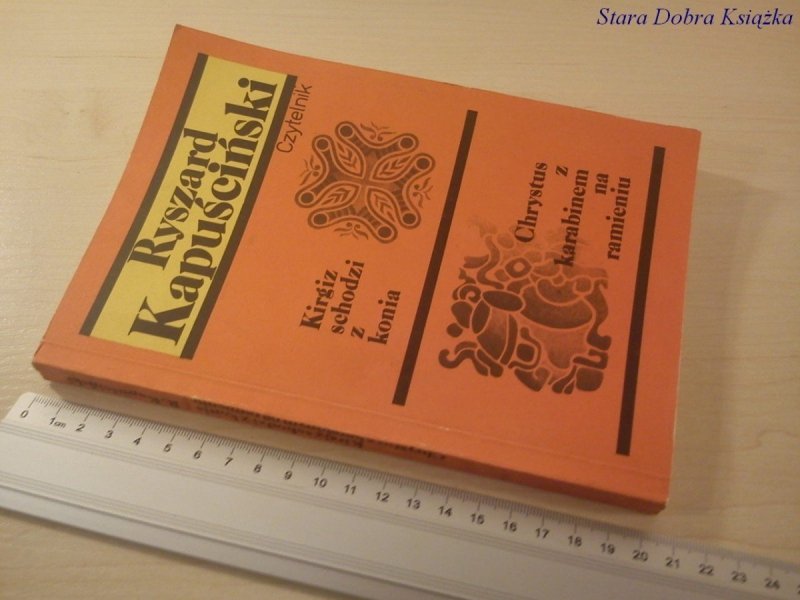 Stara Dobra Książka
Ryszard
Kapuściński
Czytelnik
Kirgiz
schodzi
z
konia
Chrystus
z
karabinem
na
ramieniu
0 1cm 2 3 4 5 6 7 8 9 10 11 12 13 14 15 16 17 18 19 20 21 22 23 24